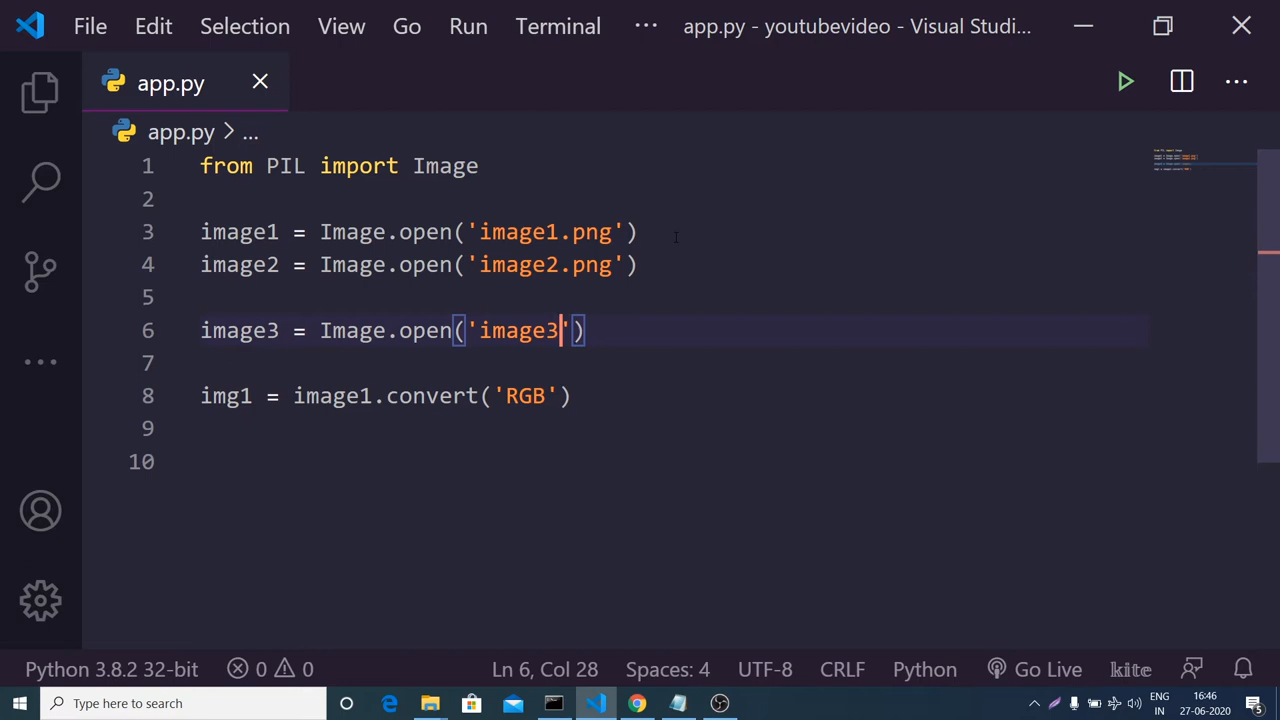 File Edit Selection View Go Run Terminal ··· app.py - youtubevideo - Visual Studi...
app.py
app.py > ...
1 from PIL import Image
2
3 image1 = Image.open('image1.png')
4 image2 = Image.open('image2.png')
5
6 image3 = Image.open('image3')
7
8 img1 = image1.convert('RGB')
9
10
Python 3.8.2 32-bit 0 0 Ln 6, Col 28 Spaces: 4 UTF-8 CRLF Python Go Live kite
Type here to search ENG 16:46
IN 27-06-2020 5